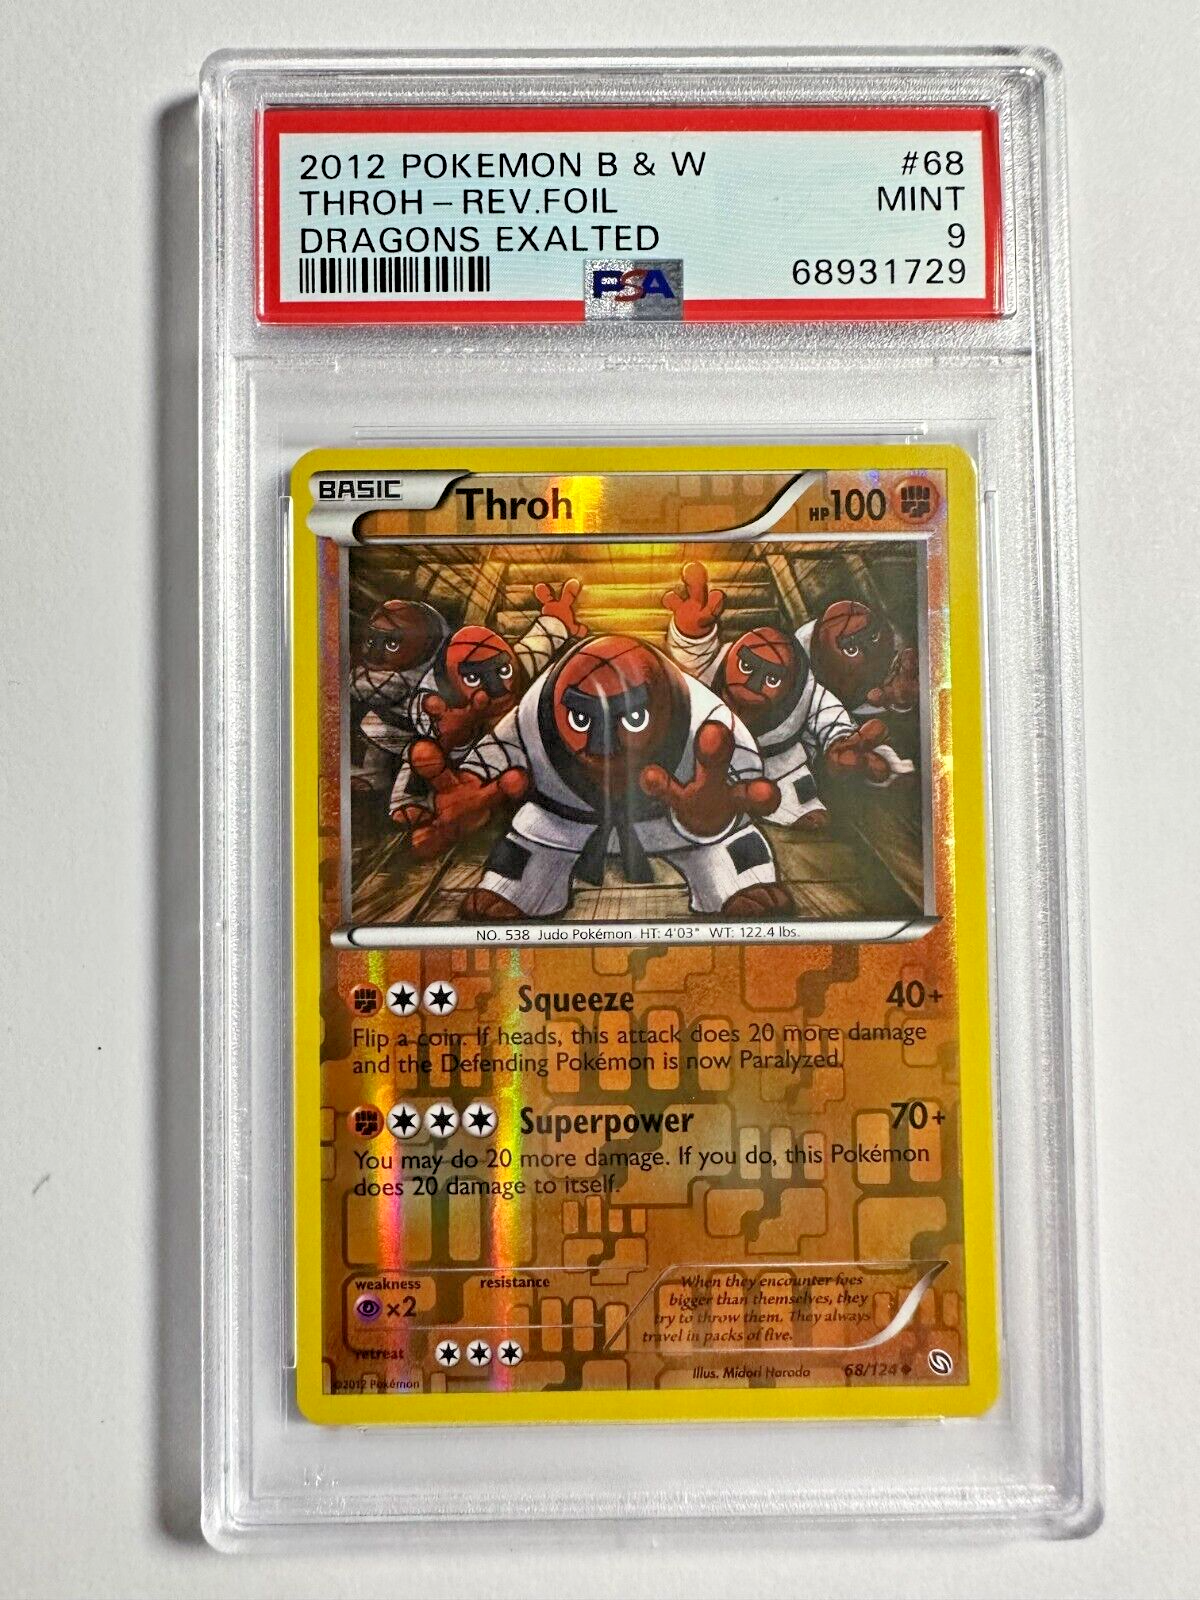 2012 POKEMON B & W #68
THROH - REV.FOIL MINT
DRAGONS EXALTED 9
PSA 68931729
BASIC Throh HP100
NO. 538 Judo Pokémon HT: 4'03" WT: 122.4 lbs.
Squeeze 40+
Flip a coin. If heads, this attack does 20 more damage
and the Defending Pokémon is now Paralyzed.
Superpower 70+
You may do 20 more damage. If you do, this Pokémon
does 20 damage to itself.
weakness resistance
×2
When they encounter foes
bigger than themselves, they
try to throw them. They always
travel in packs of five.
retreat
Illus. Midori Harada 68/124
©2012 Pokémon